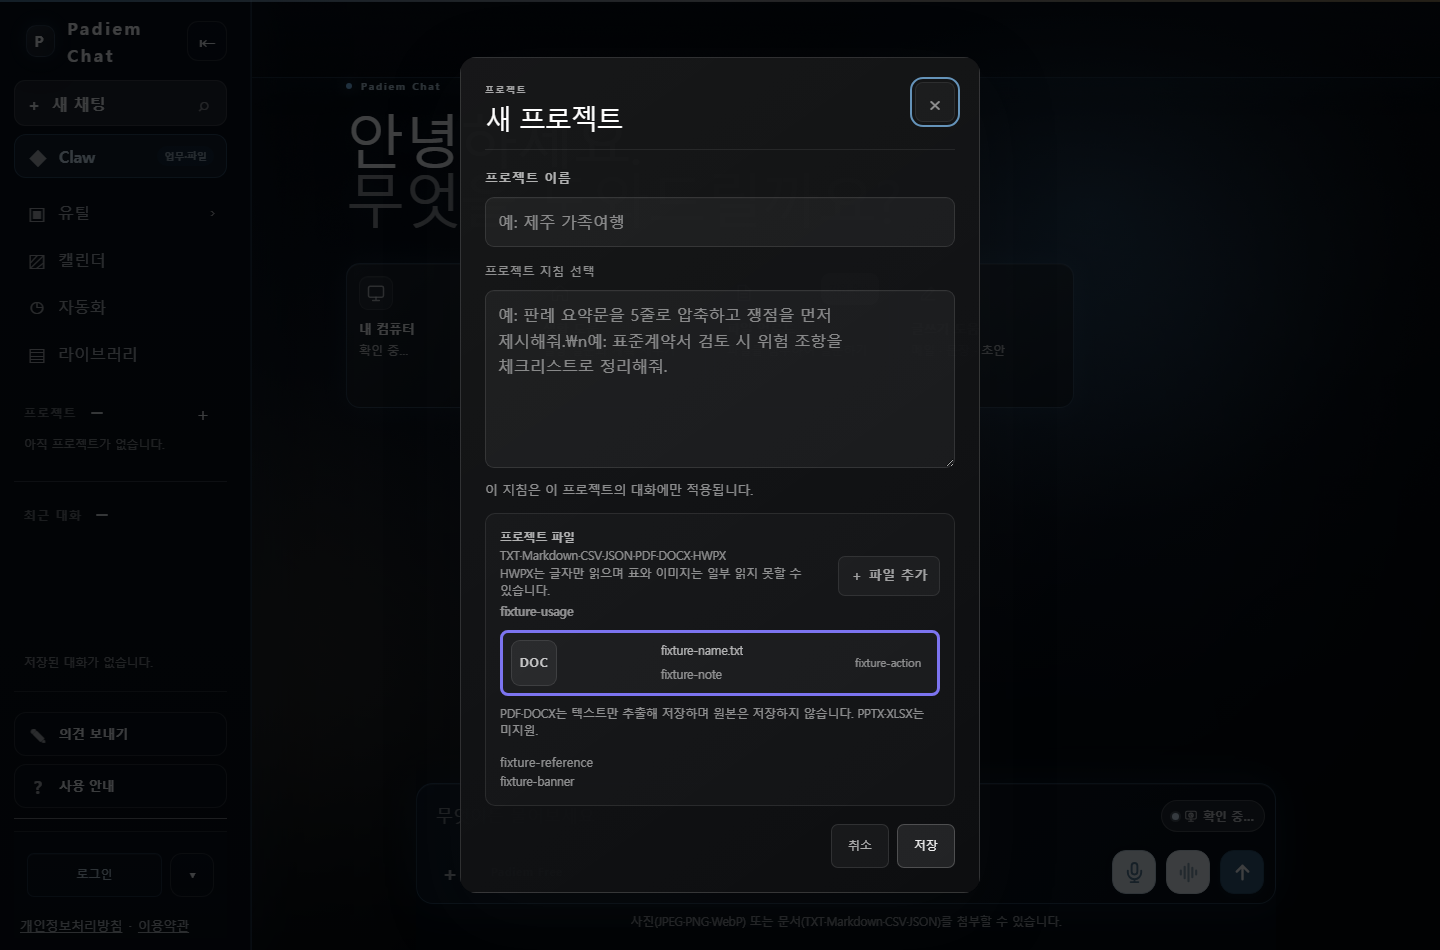 P
Padiem
Chat
+ 새 채팅
Claw
업무·파일
유틸
캘린더
자동화
라이브러리
프로젝트
+
아직 프로젝트가 없습니다.
최근 대화
저장된 대화가 없습니다.
의견 보내기
? 사용 안내
로그인
개인정보처리방침 · 이용약관
Padiem Chat
안녕
무엇
내 컴퓨터
확인 중...
초안
프로젝트
새 프로젝트
×
프로젝트 이름
예: 제주 가족여행
프로젝트 지침 선택
예: 판례 요약문을 5줄로 압축하고 쟁점을 먼저
제시해줘.₩n예: 표준계약서 검토 시 위험 조항을
체크리스트로 정리해줘.
이 지침은 이 프로젝트의 대화에만 적용됩니다.
프로젝트 파일
TXT·Markdown·CSV·JSON·PDF·DOCX·HWPX
HWPX는 글자만 읽으며 표와 이미지는 일부 읽지 못할 수
있습니다.
+ 파일 추가
fixture-usage
DOC
fixture-name.txt
fixture-note
fixture-action
PDF·DOCX는 텍스트만 추출해 저장하며 원본은 저장하지 않습니다. PPTX·XLSX는
미지원.
fixture-reference
fixture-banner
취소
저장
확인 중...
+
사진(JPEG·PNG·WebP) 또는 문서(TXT·Markdown·CSV·JSON)를 첨부할 수 있습니다.